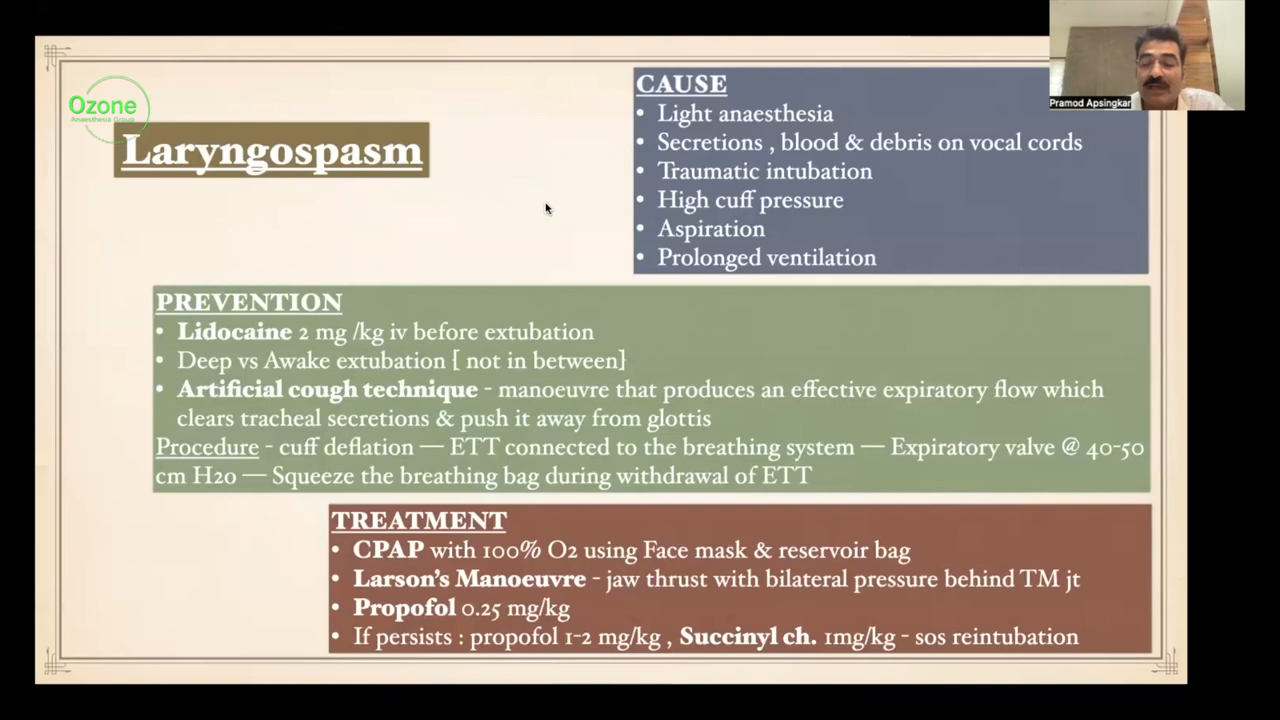 Ozone
Anaesthesia Group
Laryngospasm
CAUSE
• Light anaesthesia
• Secretions , blood & debris on vocal cords
• Traumatic intubation
• High cuff pressure
• Aspiration
• Prolonged ventilation
Pramod Apsingkar
PREVENTION
• Lidocaine 2 mg /kg iv before extubation
• Deep vs Awake extubation [ not in between]
• Artificial cough technique - manoeuvre that produces an effective expiratory flow which
clears tracheal secretions & push it away from glottis
Procedure - cuff deflation — ETT connected to the breathing system — Expiratory valve @ 40-50
cm H20 — Squeeze the breathing bag during withdrawal of ETT
TREATMENT
• CPAP with 100% O2 using Face mask & reservoir bag
• Larson's Manoeuvre - jaw thrust with bilateral pressure behind TM jt
• Propofol 0.25 mg/kg
• If persists : propofol 1-2 mg/kg , Succinyl ch. 1mg/kg - sos reintubation